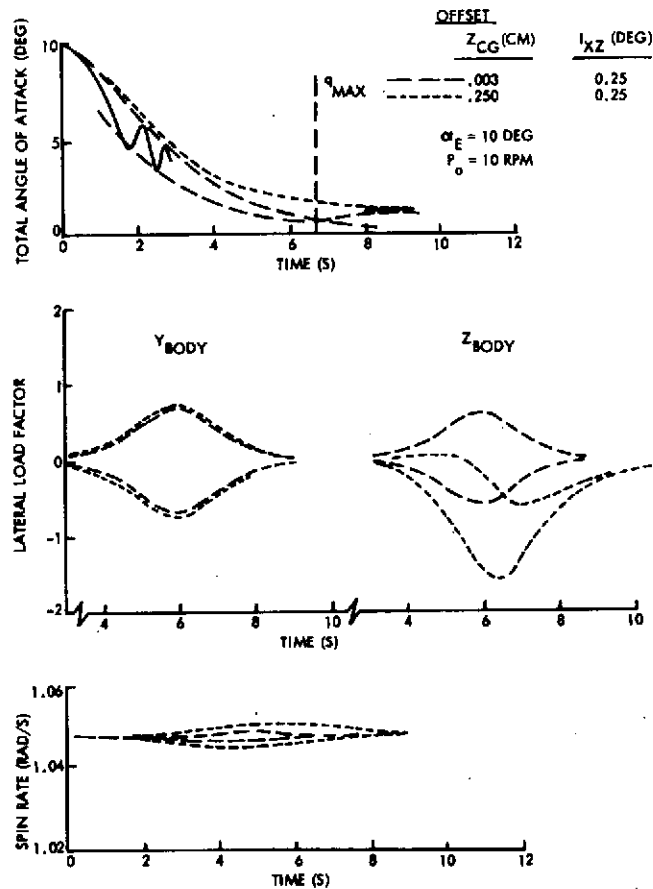 OFFSET
Z_CG (CM) I_XZ (DEG)
.003 0.25
.250 0.25
q_MAX
α_E = 10 DEG
P_o = 10 RPM
TOTAL ANGLE OF ATTACK (DEG)
10
5
0
0 2 4 6 8 10 12
TIME (S)
Y_BODY Z_BODY
LATERAL LOAD FACTOR
2
1
0
-1
-2
4 6 8 10 4 6 8 10
TIME (S)
SPIN RATE (RAD/S)
1.06
1.04
1.02
0 2 4 6 8 10 12
TIME (S)